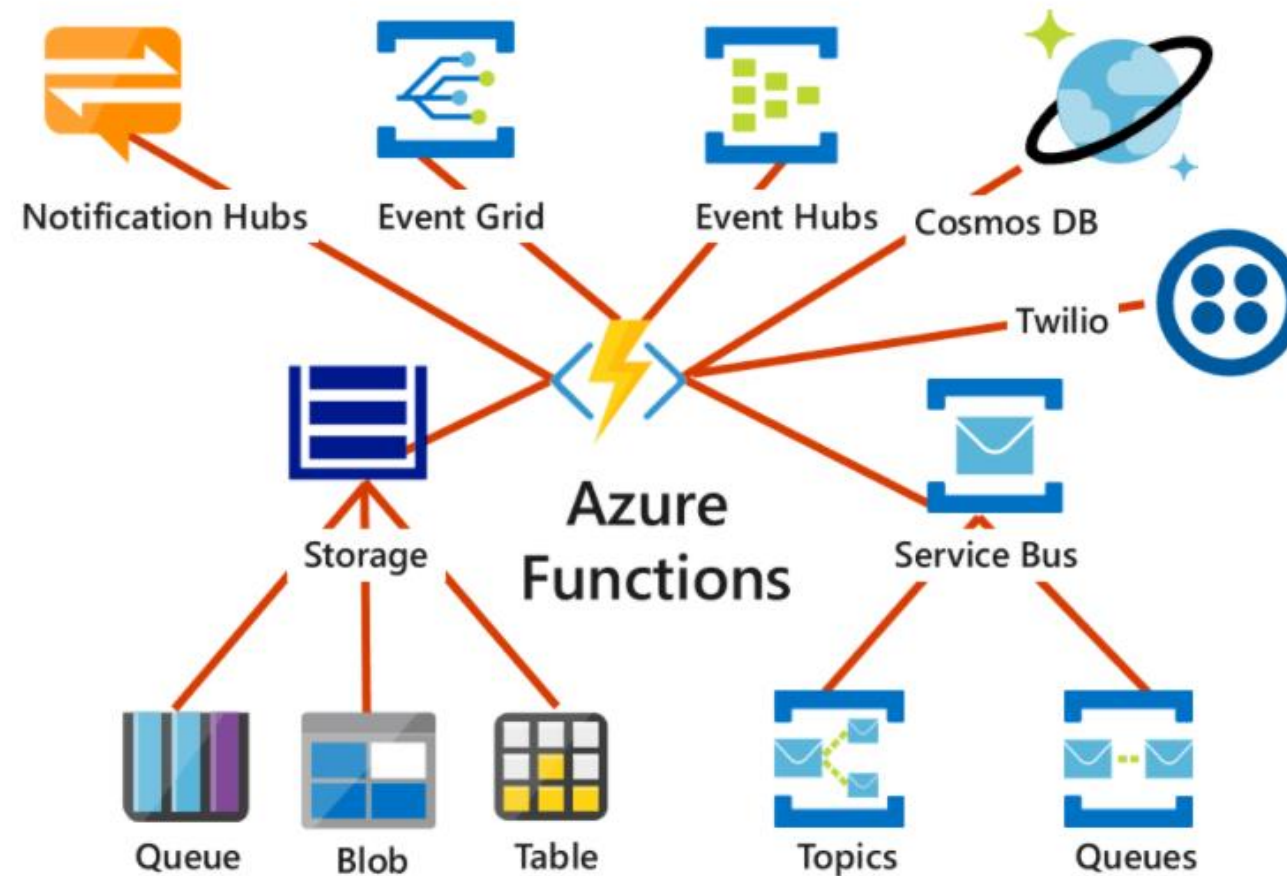 Notification Hubs
Event Grid
Event Hubs
Cosmos DB
Twilio
Azure
Functions
Storage
Service Bus
Queue
Blob
Table
Topics
Queues